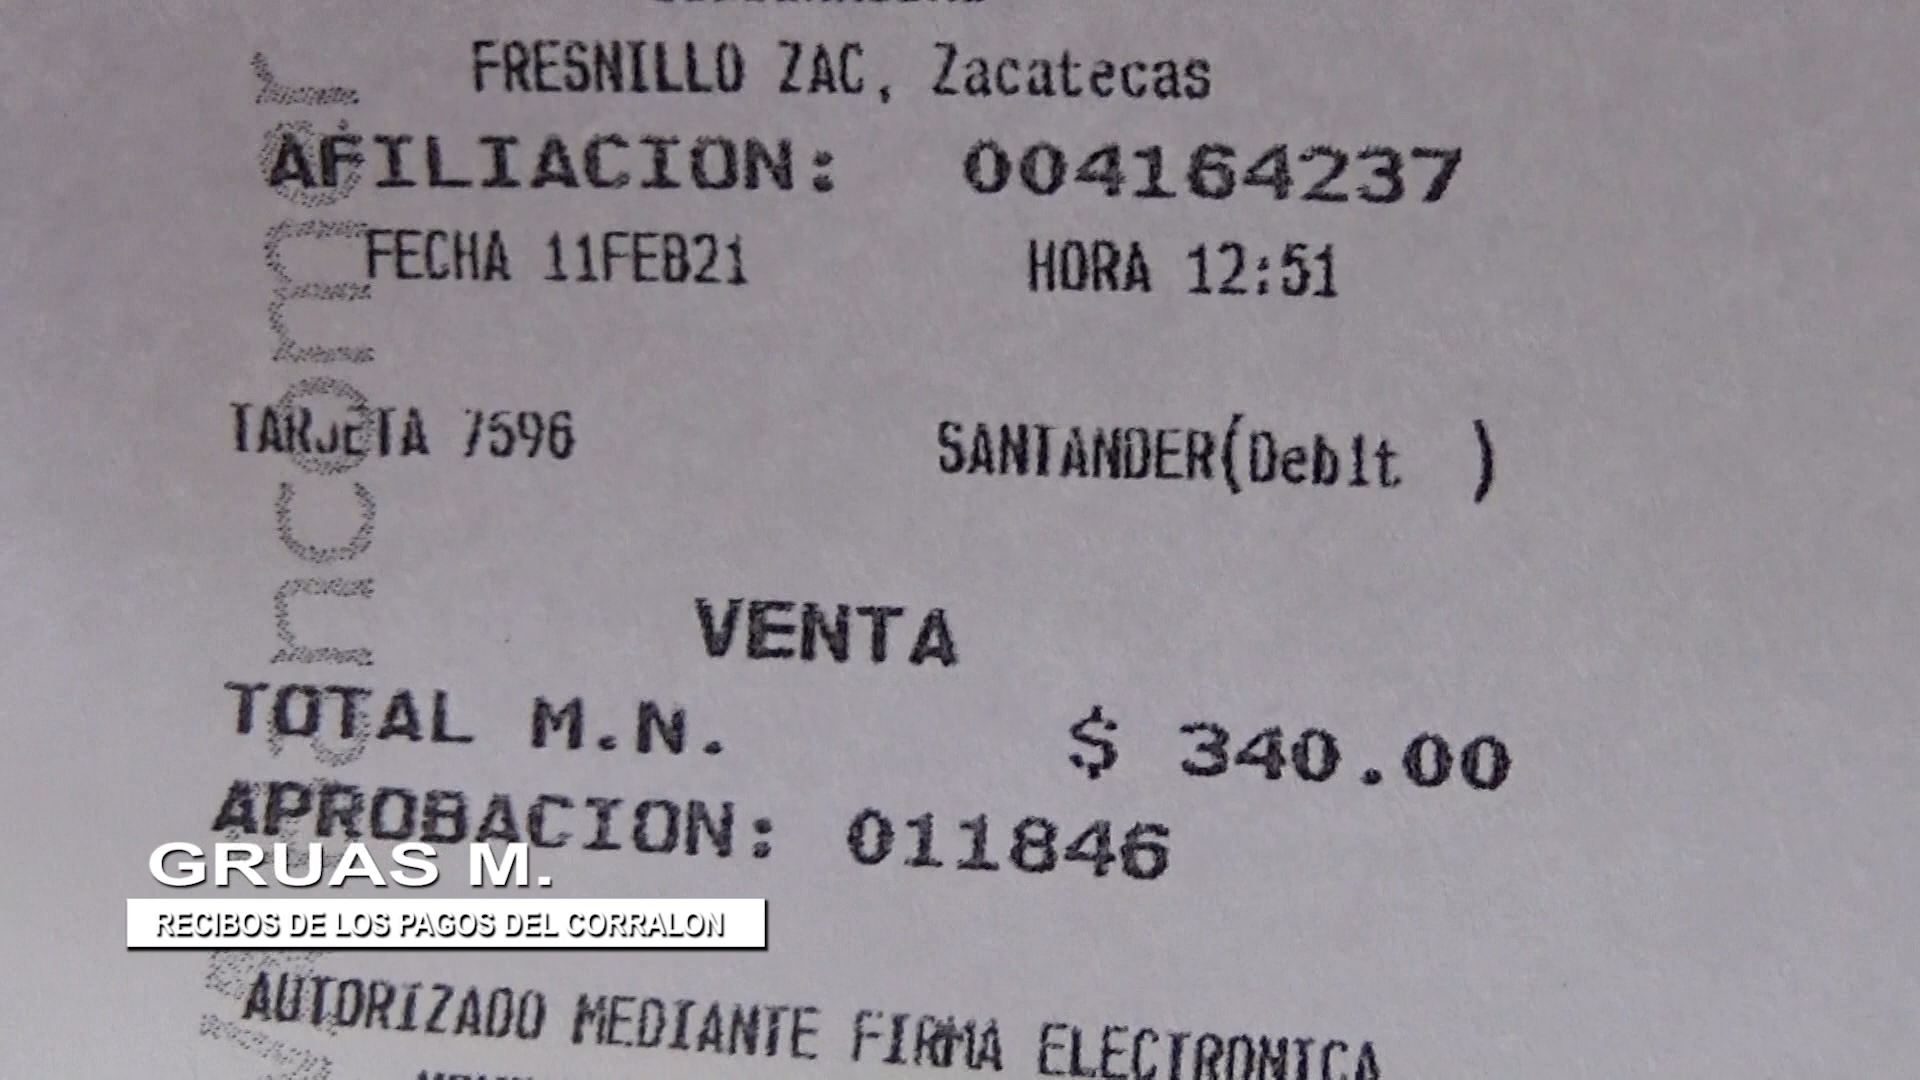 FRESNILLO ZAC, Zacatecas
AFILIACION: 004164237
FECHA 11FEB21 HORA 12:51
TARJETA 7596 SANTANDER(Deb1t )
VENTA
TOTAL M.N. $ 340.00
APROBACION: 011846
GRUAS M.
RECIBOS DE LOS PAGOS DEL CORRALON
AUTORIZADO MEDIANTE FIRMA ELECTRONICA